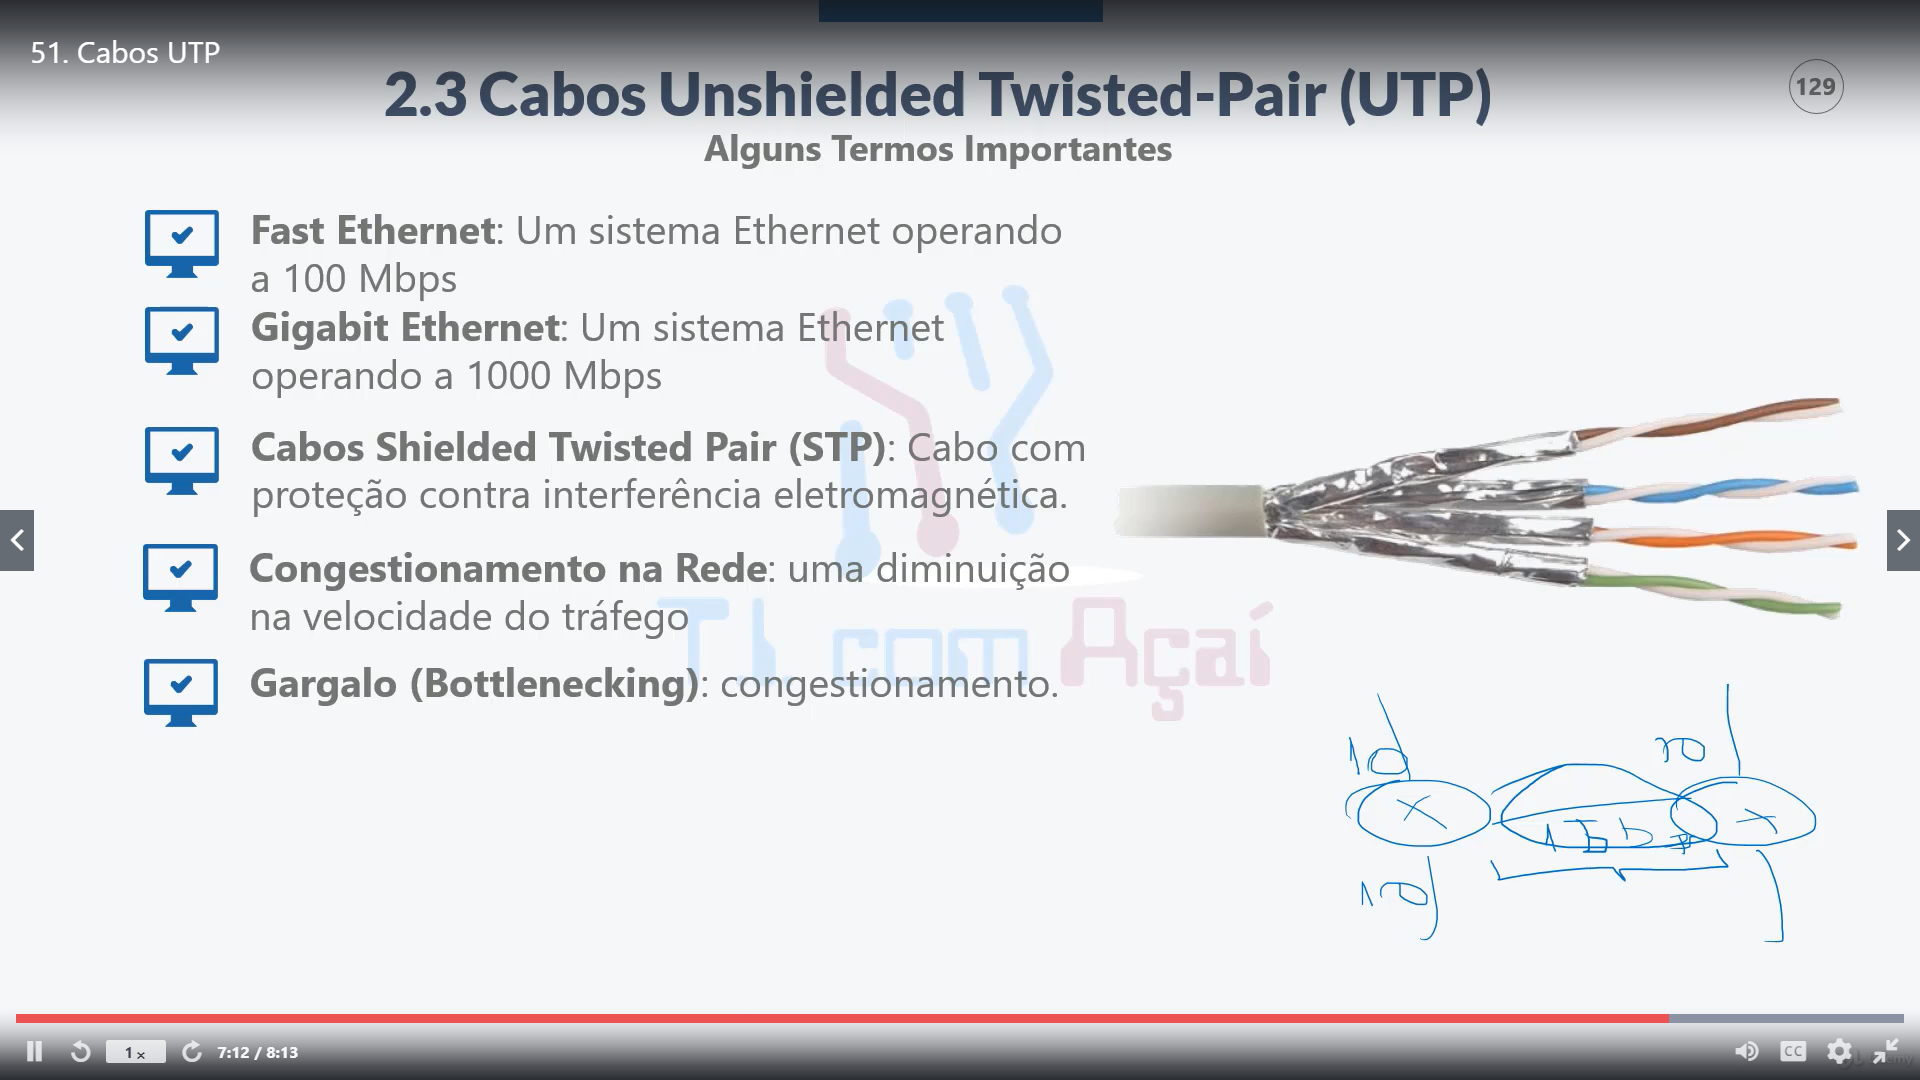 51. Cabos UTP
2.3 Cabos Unshielded Twisted-Pair (UTP)
129
Alguns Termos Importantes
Fast Ethernet: Um sistema Ethernet operando
a 100 Mbps
Gigabit Ethernet: Um sistema Ethernet
operando a 1000 Mbps
Cabos Shielded Twisted Pair (STP): Cabo com
proteção contra interferência eletromagnética.
Congestionamento na Rede: uma diminuição
na velocidade do tráfego
Gargalo (Bottlenecking): congestionamento.
TI com Açaí
10
10
10
1 x
7:12 / 8:13
CC